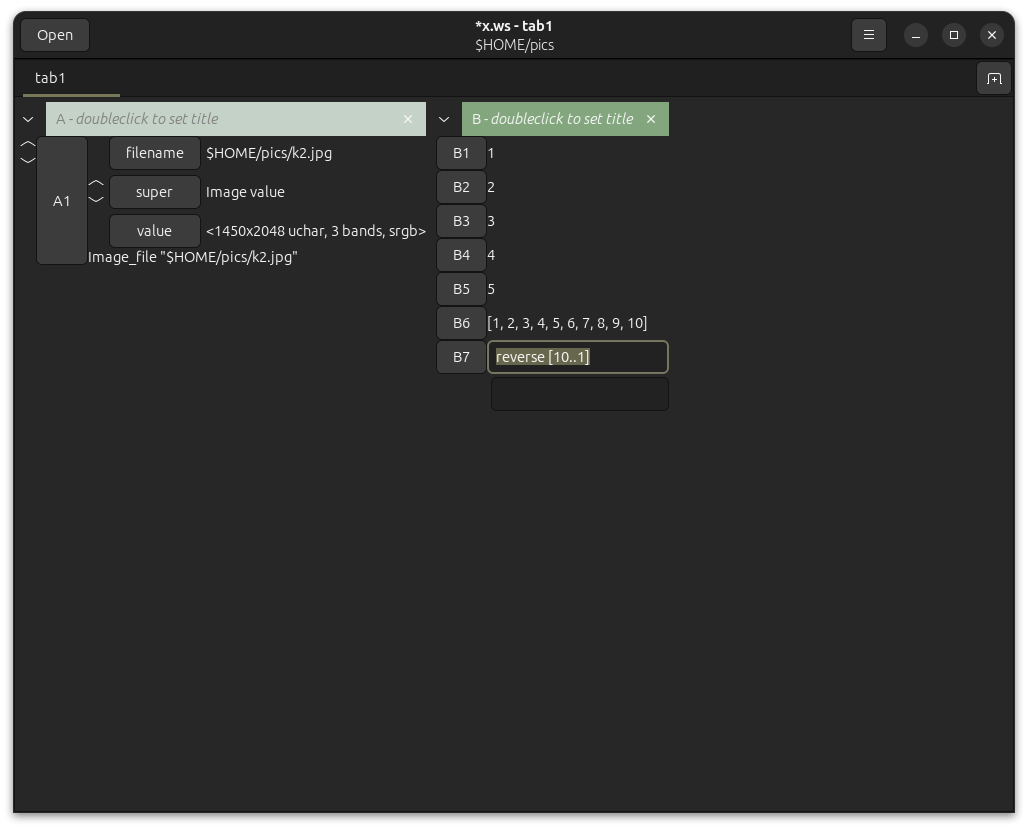 Open
*x.ws - tab1
$HOME/pics
tab1
A - doubleclick to set title
B - doubleclick to set title
A1
filename $HOME/pics/k2.jpg
super Image value
value <1450x2048 uchar, 3 bands, srgb>
Image_file "$HOME/pics/k2.jpg"
B1 1
B2 2
B3 3
B4 4
B5 5
B6 [1, 2, 3, 4, 5, 6, 7, 8, 9, 10]
B7 reverse [10..1]